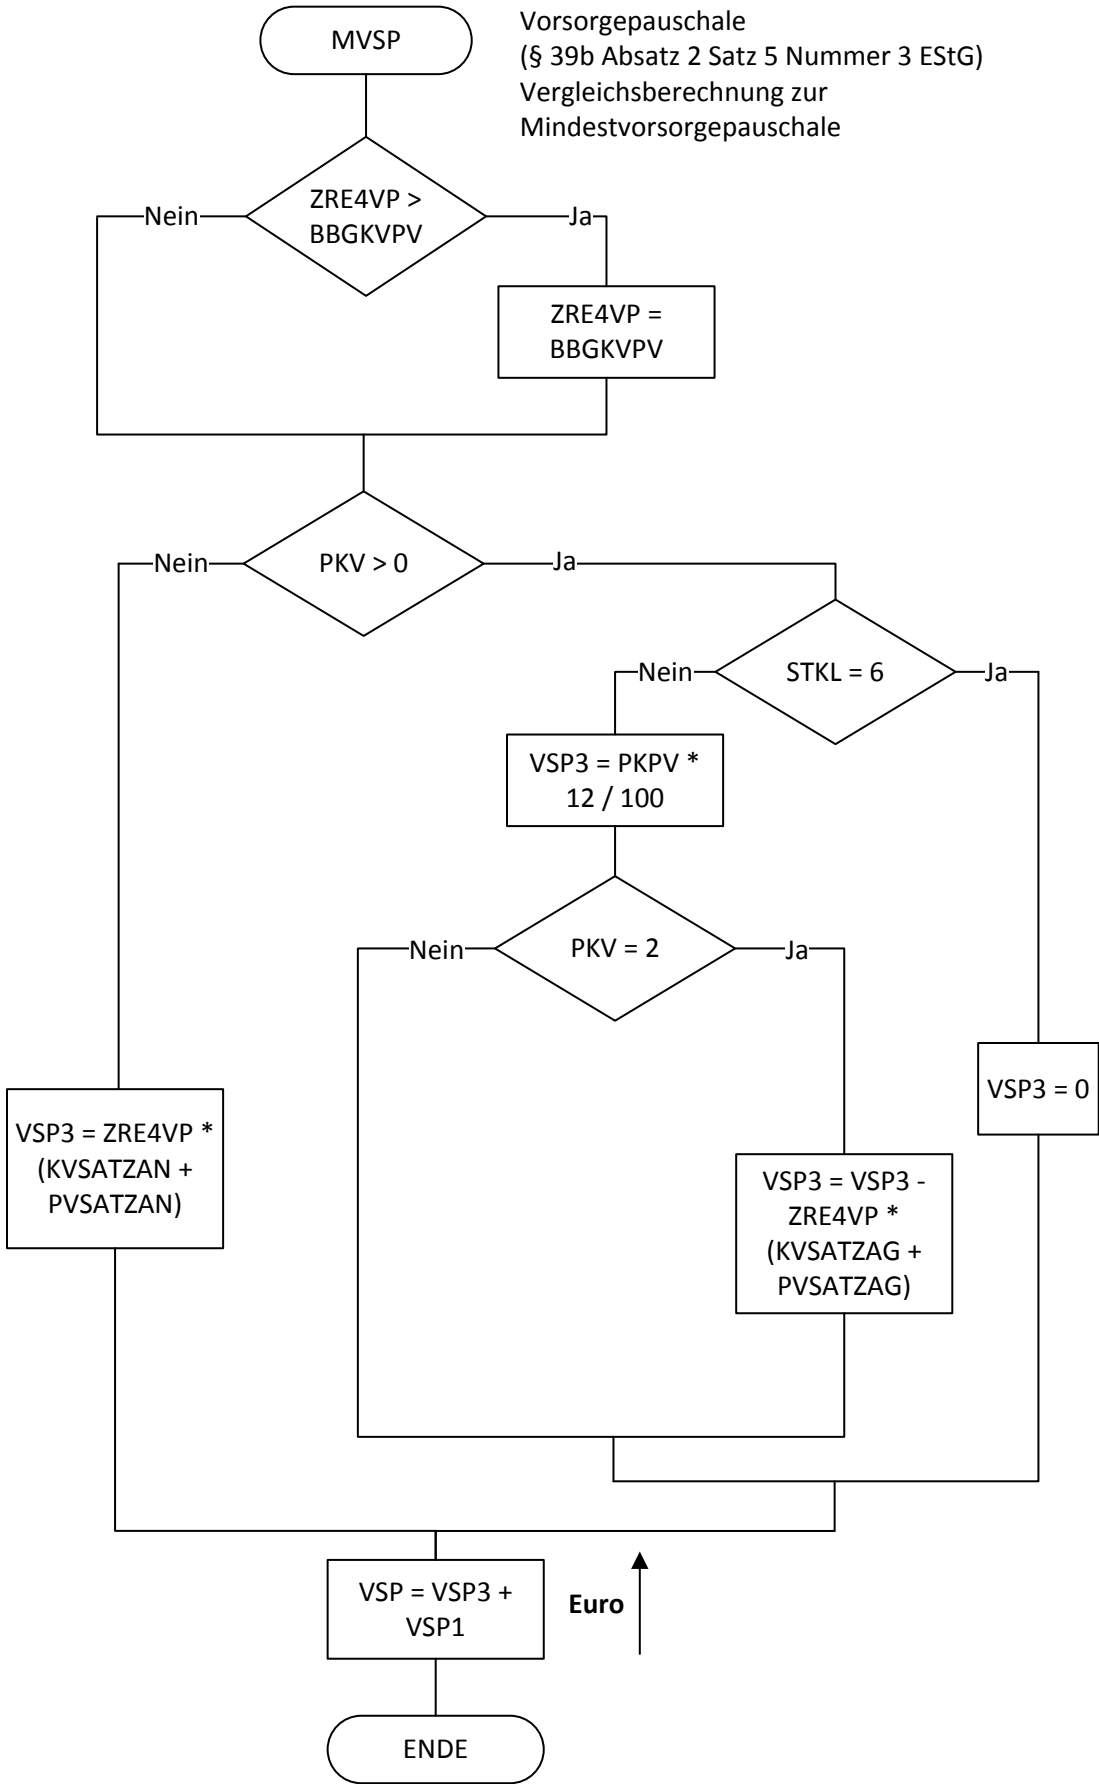 MVSP
Vorsorgepauschale
(§ 39b Absatz 2 Satz 5 Nummer 3 EStG)
Vergleichsberechnung zur
Mindestvorsorgepauschale
ZRE4VP >
BBGKVPV
Nein
Ja
ZRE4VP =
BBGKVPV
PKV > 0
Nein
Ja
STKL = 6
Nein
Ja
VSP3 = PKPV *
12 / 100
PKV = 2
Nein
Ja
VSP3 = 0
VSP3 = ZRE4VP *
(KVSATZAN +
PVSATZAN)
VSP3 = VSP3 -
ZRE4VP *
(KVSATZAG +
PVSATZAG)
VSP = VSP3 +
VSP1
Euro
ENDE